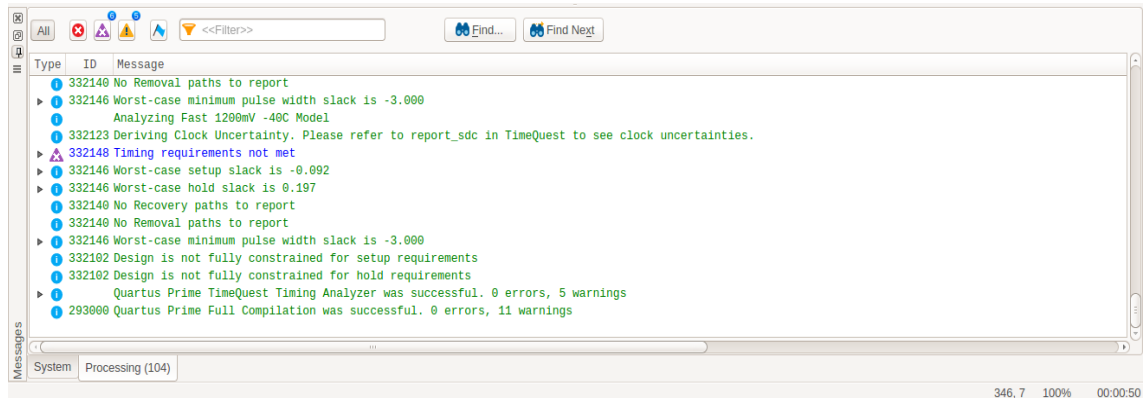 6 5
All <<Filter>> Find... Find Next
Type ID Message
332140 No Removal paths to report
332146 Worst-case minimum pulse width slack is -3.000
Analyzing Fast 1200mV -40C Model
332123 Deriving Clock Uncertainty. Please refer to report_sdc in TimeQuest to see clock uncertainties.
332148 Timing requirements not met
332146 Worst-case setup slack is -0.092
332146 Worst-case hold slack is 0.197
332140 No Recovery paths to report
332140 No Removal paths to report
332146 Worst-case minimum pulse width slack is -3.000
332102 Design is not fully constrained for setup requirements
332102 Design is not fully constrained for hold requirements
Quartus Prime TimeQuest Timing Analyzer was successful. 0 errors, 5 warnings
293000 Quartus Prime Full Compilation was successful. 0 errors, 11 warnings
Messages
System Processing (104)
346, 7 100% 00:00:50